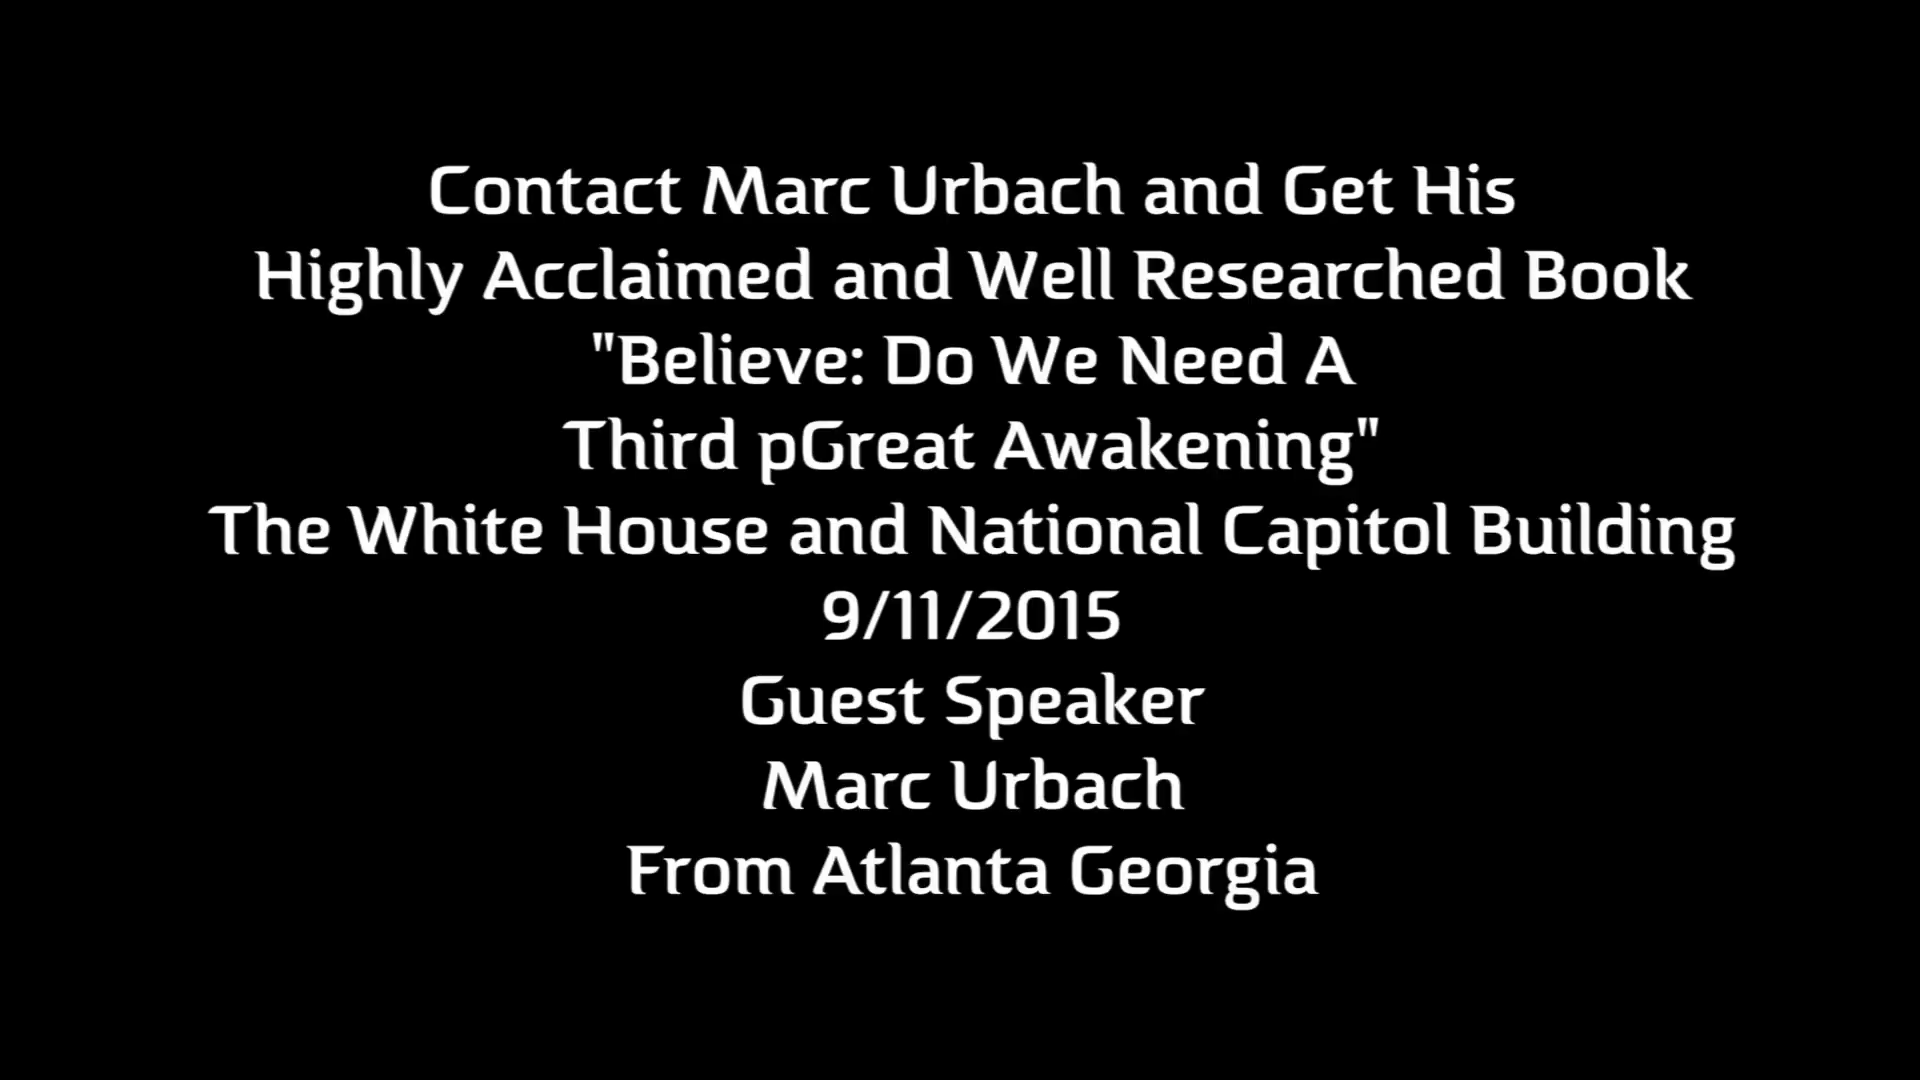 Contact Marc Urbach and Get His
Highly Acclaimed and Well Researched Book
"Believe: Do We Need A
Third pGreat Awakening"
The White House and National Capitol Building
9/11/2015
Guest Speaker
Marc Urbach
From Atlanta Georgia